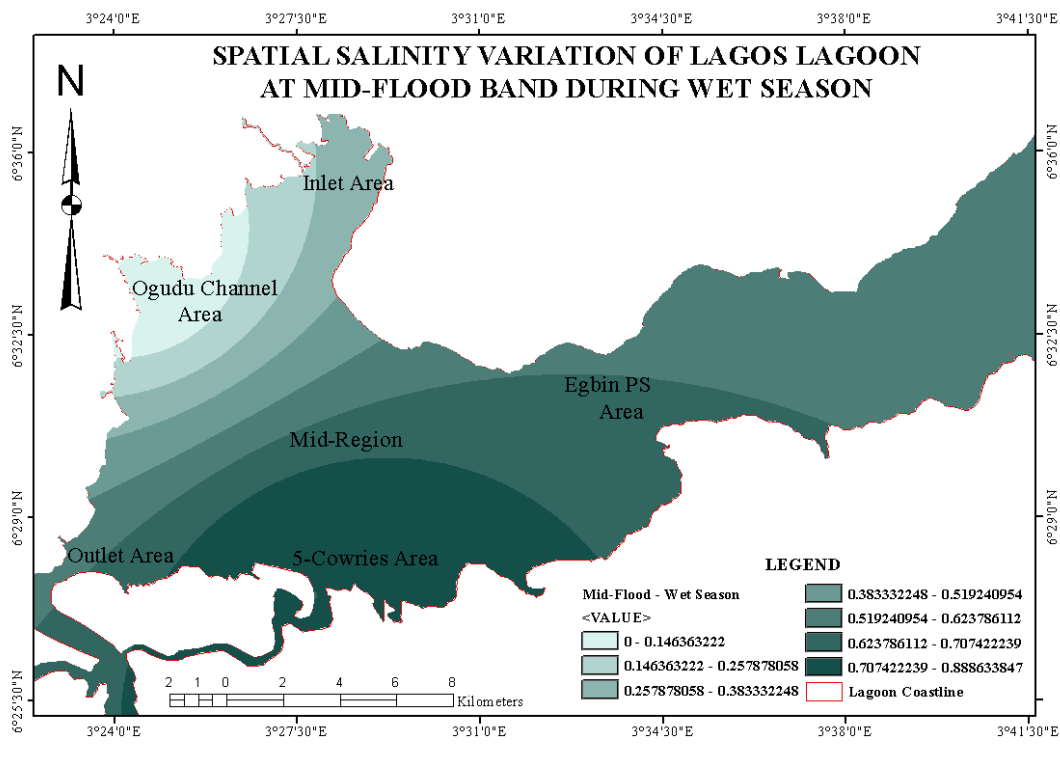 3°24'0"E 3°27'30"E 3°31'0"E 3°34'30"E 3°38'0"E 3°41'30"E
SPATIAL SALINITY VARIATION OF LAGOS LAGOON
AT MID-FLOOD BAND DURING WET SEASON
N
6°36'0"N 6°36'0"N
Inlet Area
Ogudu Channel
Area
6°32'30"N 6°32'30"N
Egbin PS
Area
Mid-Region
6°29'0"N 6°29'0"N
Outlet Area
5-Cowries Area
LEGEND
Mid-Flood - Wet Season
<VALUE>
0 - 0.146363222
0.146363222 - 0.257878058
0.257878058 - 0.383332248
0.383332248 - 0.519240954
0.519240954 - 0.623786112
0.623786112 - 0.707422239
0.707422239 - 0.888633847
Lagoon Coastline
2 1 0 2 4 6 8
Kilometers
6°25'30"N 6°25'30"N
3°24'0"E 3°27'30"E 3°31'0"E 3°34'30"E 3°38'0"E 3°41'30"E